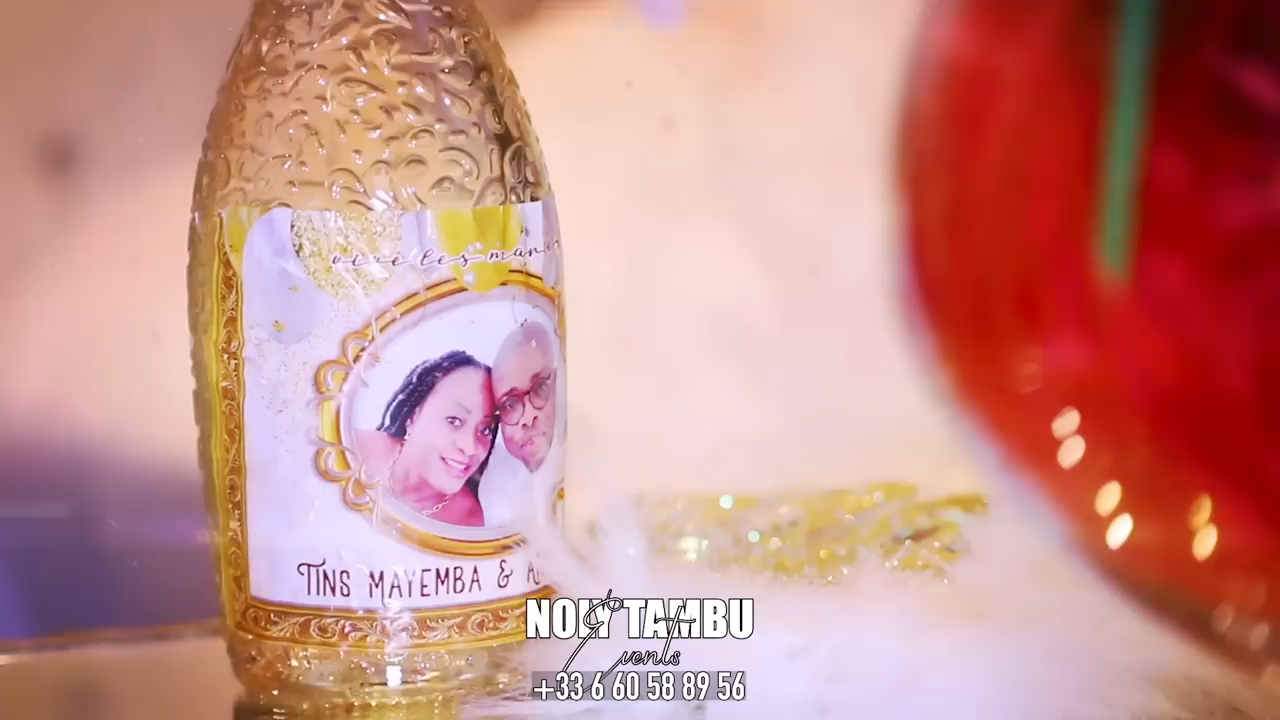 vive les mariés
TINS MAYEMBA &
NOLY TAMBU
Events
+33 6 60 58 89 56